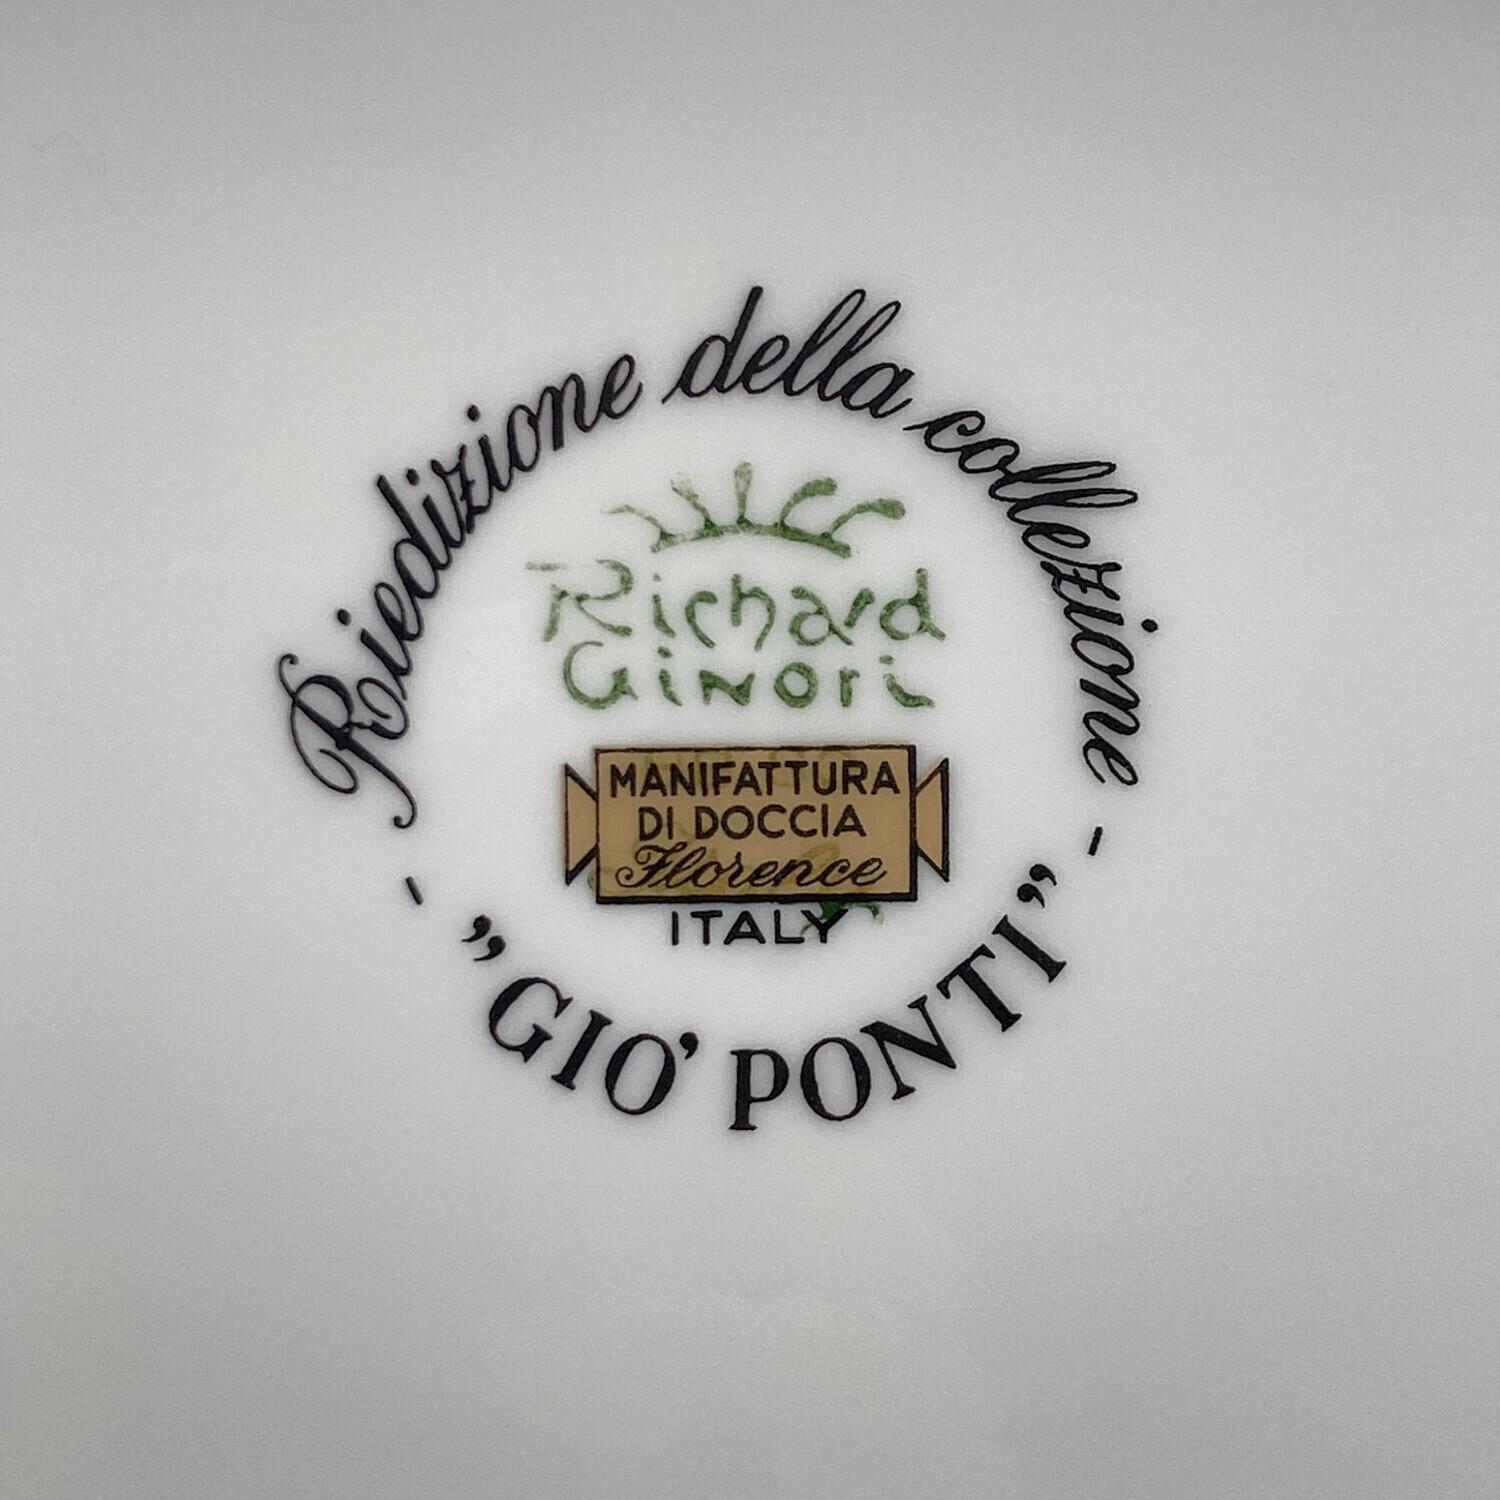 Riedizione della collezione
Richard
Ginori
MANIFATTURA
DI DOCCIA
Florence
ITALY
- "GIO' PONTI" -